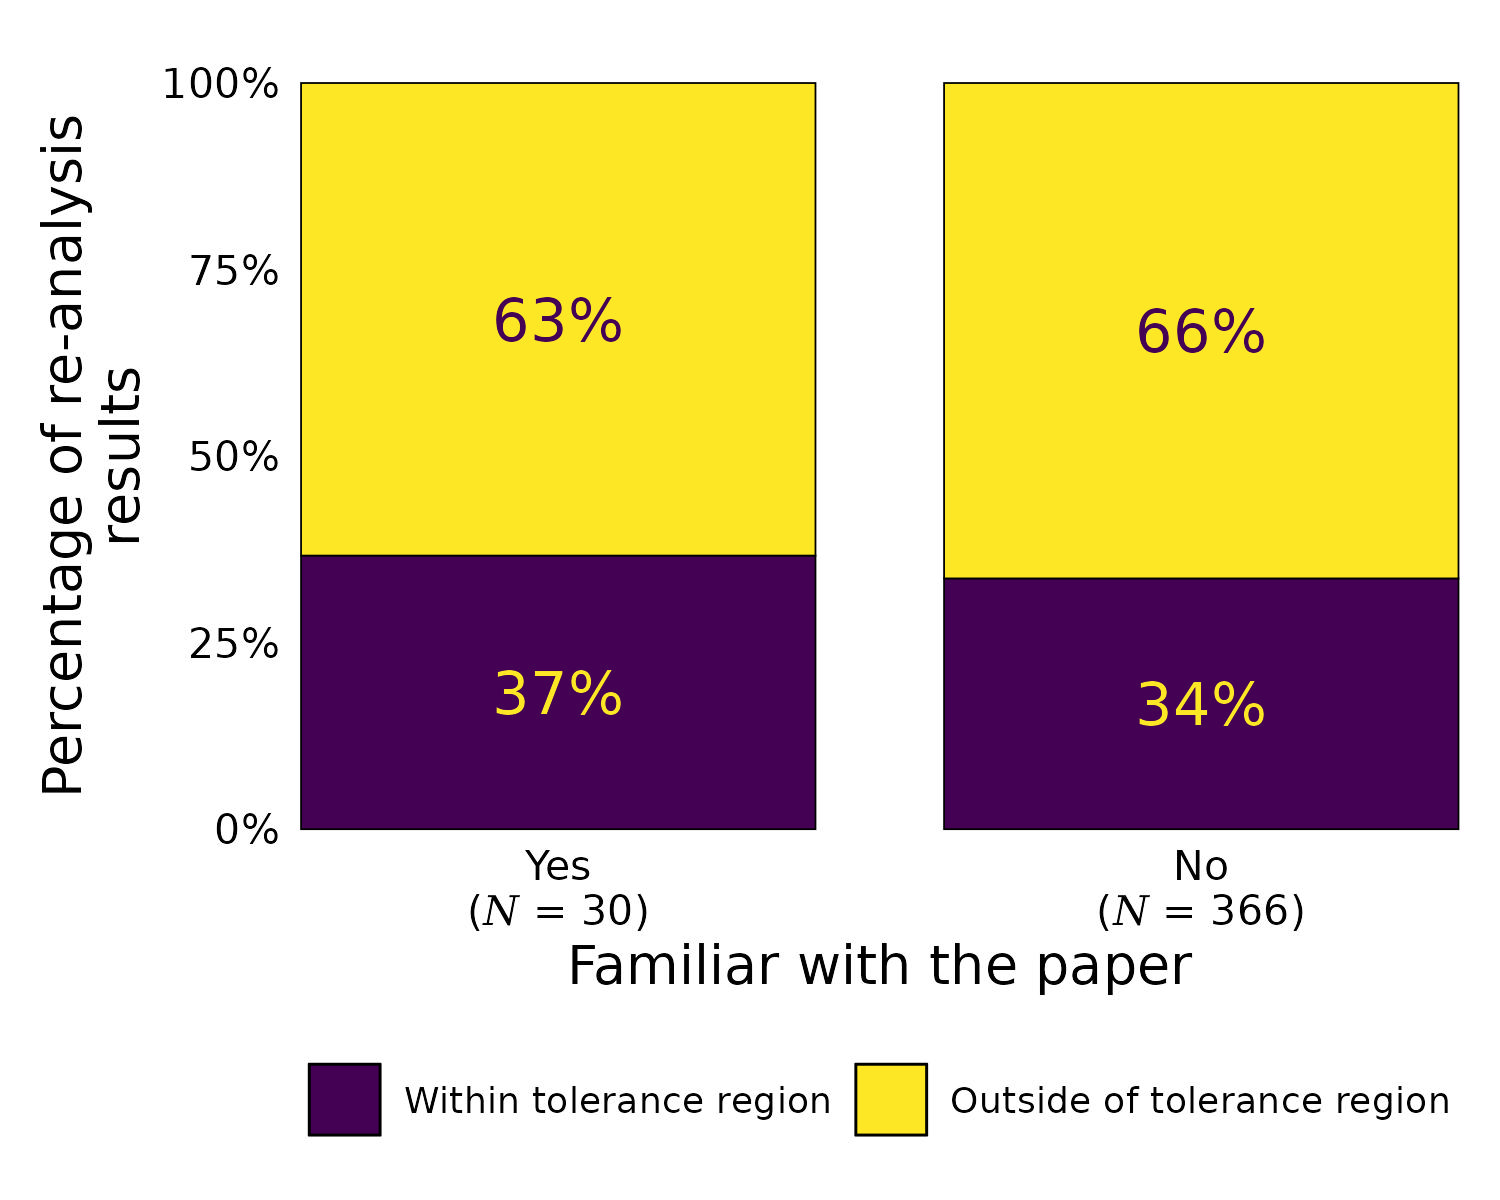 100%
75%
50%
25%
0%
Percentage of re-analysis
results
63%
37%
66%
34%
Yes
(N = 30)
No
(N = 366)
Familiar with the paper
Within tolerance region
Outside of tolerance region